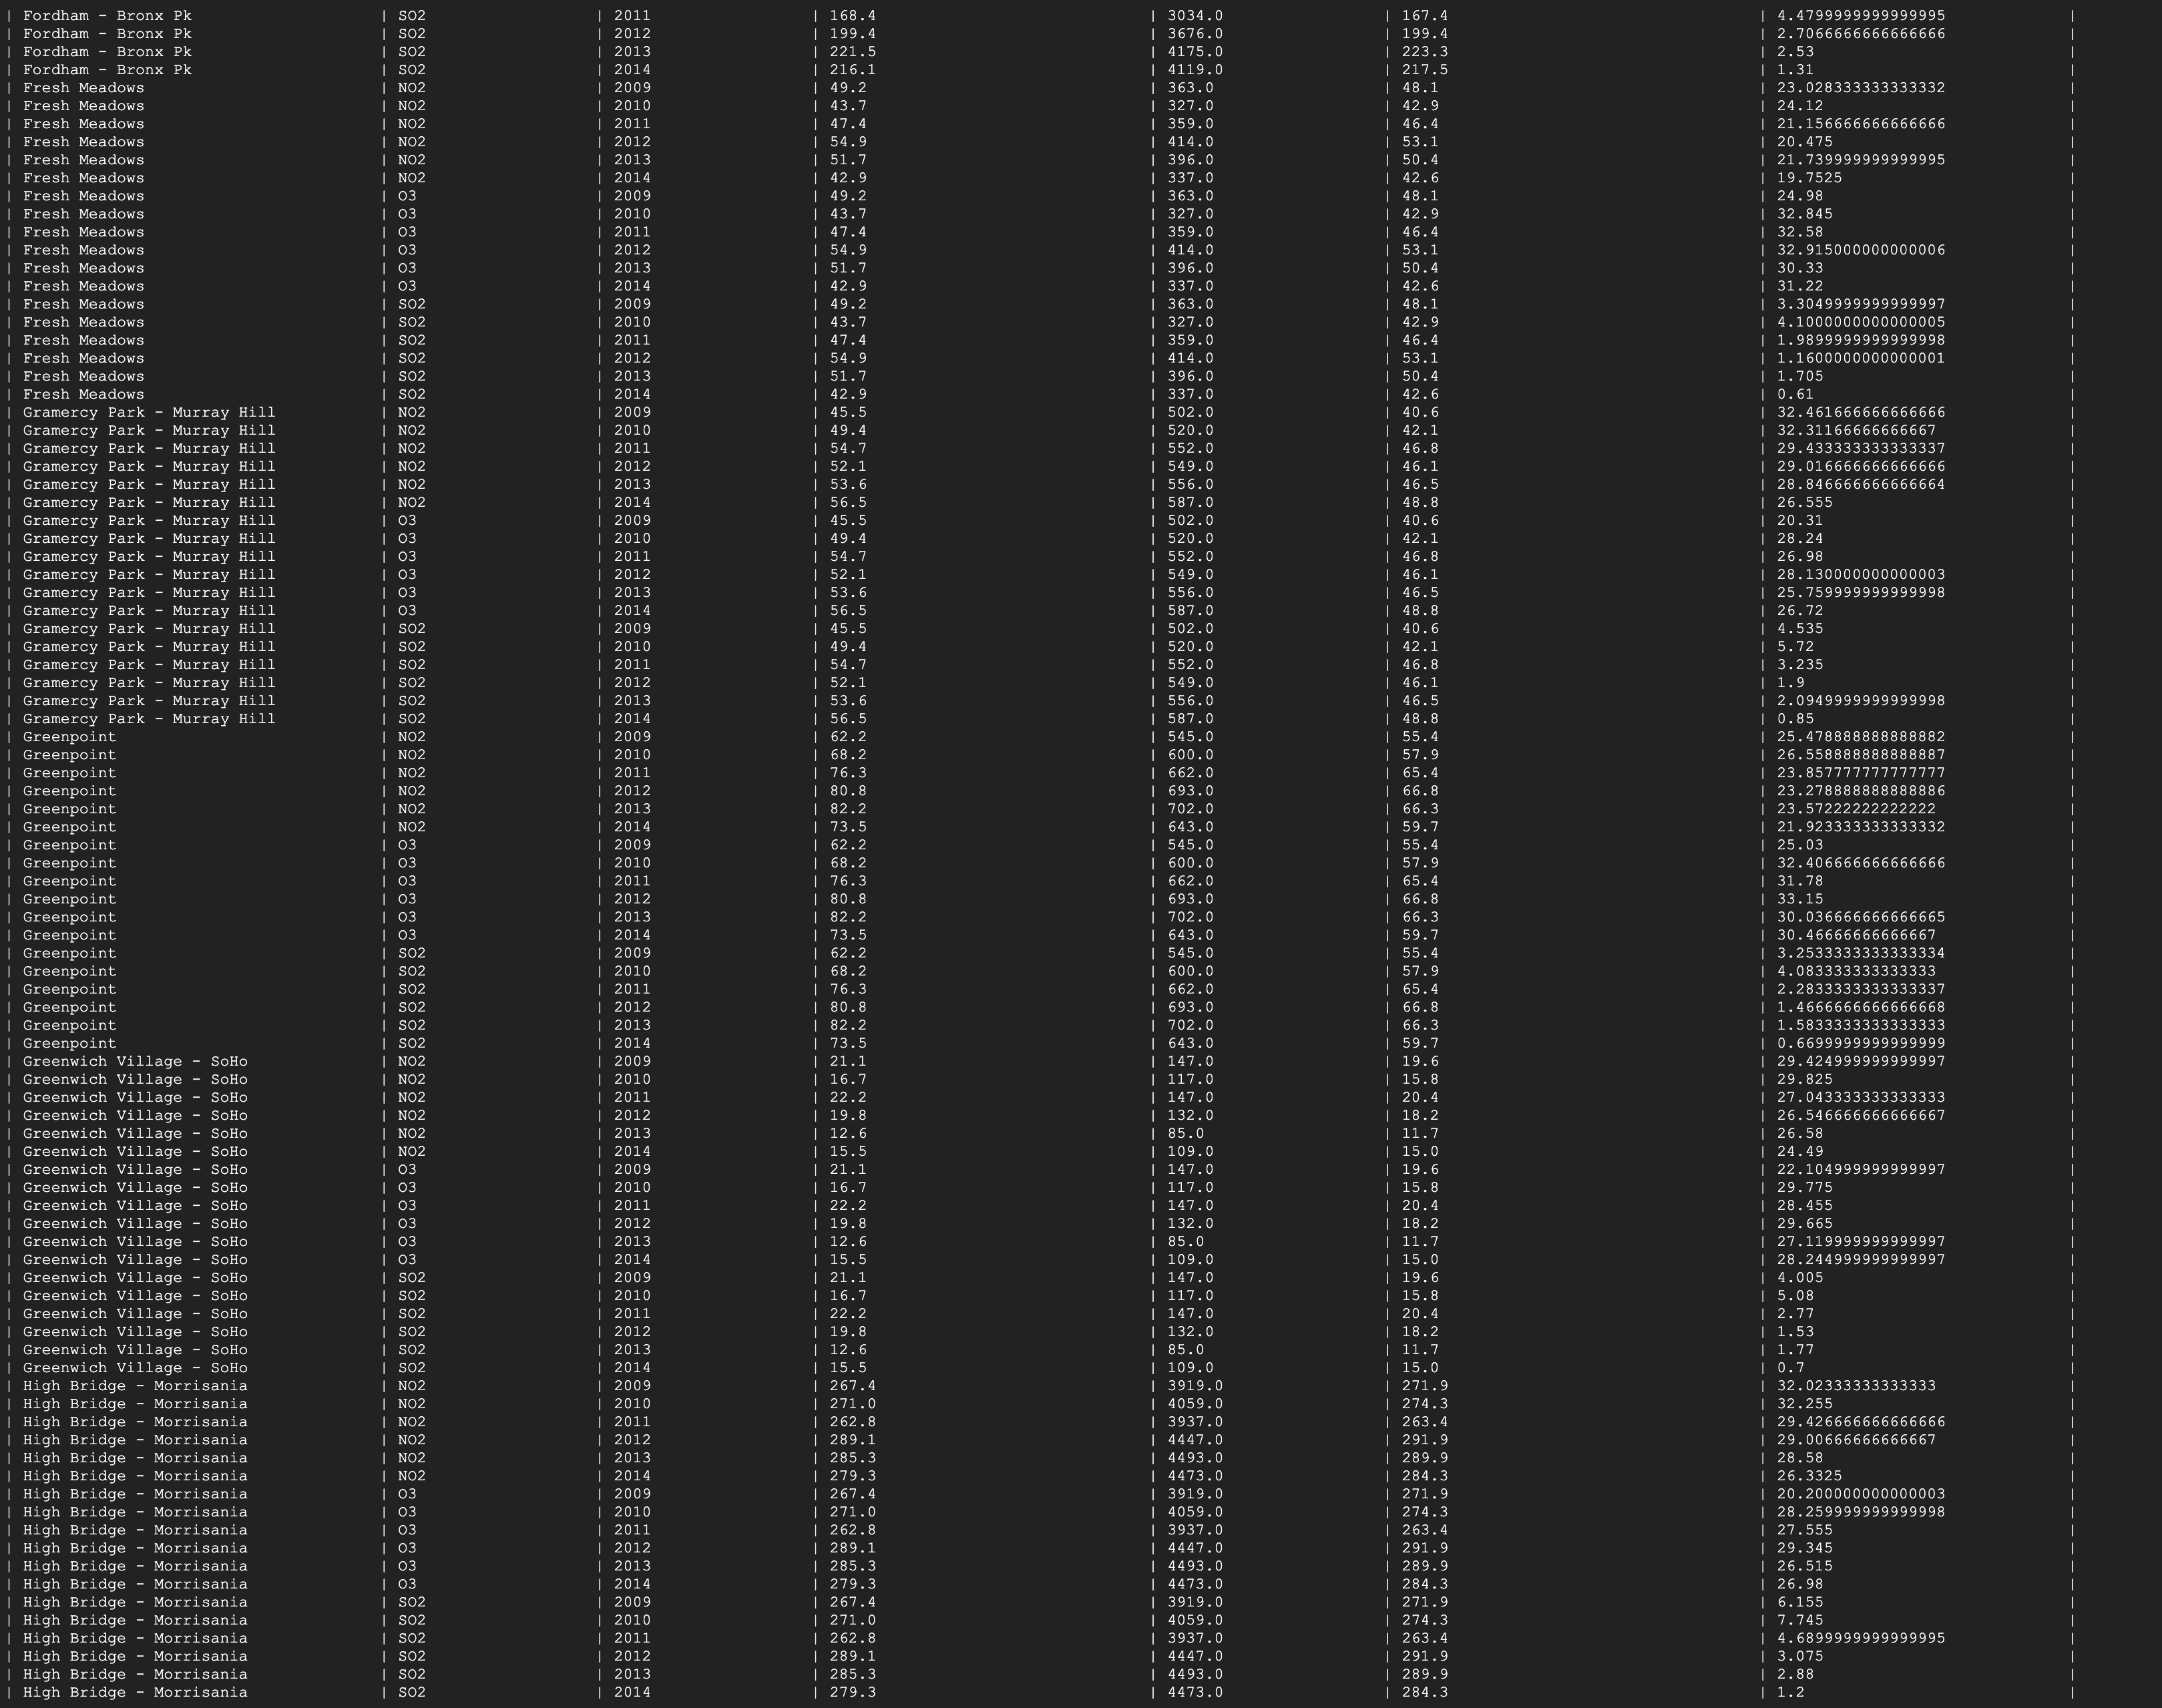 | Fordham - Bronx Pk | SO2 | 2011 | 168.4 | 3034.0 | 167.4 | 4.4799999999999995 |
| Fordham - Bronx Pk | SO2 | 2012 | 199.4 | 3676.0 | 199.4 | 2.7066666666666666 |
| Fordham - Bronx Pk | SO2 | 2013 | 221.5 | 4175.0 | 223.3 | 2.53 |
| Fordham - Bronx Pk | SO2 | 2014 | 216.1 | 4119.0 | 217.5 | 1.31 |
| Fresh Meadows | NO2 | 2009 | 49.2 | 363.0 | 48.1 | 23.028333333333332 |
| Fresh Meadows | NO2 | 2010 | 43.7 | 327.0 | 42.9 | 24.12 |
| Fresh Meadows | NO2 | 2011 | 47.4 | 359.0 | 46.4 | 21.156666666666666 |
| Fresh Meadows | NO2 | 2012 | 54.9 | 414.0 | 53.1 | 20.475 |
| Fresh Meadows | NO2 | 2013 | 51.7 | 396.0 | 50.4 | 21.739999999999995 |
| Fresh Meadows | NO2 | 2014 | 42.9 | 337.0 | 42.6 | 19.7525 |
| Fresh Meadows | O3 | 2009 | 49.2 | 363.0 | 48.1 | 24.98 |
| Fresh Meadows | O3 | 2010 | 43.7 | 327.0 | 42.9 | 32.845 |
| Fresh Meadows | O3 | 2011 | 47.4 | 359.0 | 46.4 | 32.58 |
| Fresh Meadows | O3 | 2012 | 54.9 | 414.0 | 53.1 | 32.915000000000006 |
| Fresh Meadows | O3 | 2013 | 51.7 | 396.0 | 50.4 | 30.33 |
| Fresh Meadows | O3 | 2014 | 42.9 | 337.0 | 42.6 | 31.22 |
| Fresh Meadows | SO2 | 2009 | 49.2 | 363.0 | 48.1 | 3.3049999999999997 |
| Fresh Meadows | SO2 | 2010 | 43.7 | 327.0 | 42.9 | 4.1000000000000005 |
| Fresh Meadows | SO2 | 2011 | 47.4 | 359.0 | 46.4 | 1.9899999999999998 |
| Fresh Meadows | SO2 | 2012 | 54.9 | 414.0 | 53.1 | 1.1600000000000001 |
| Fresh Meadows | SO2 | 2013 | 51.7 | 396.0 | 50.4 | 1.705 |
| Fresh Meadows | SO2 | 2014 | 42.9 | 337.0 | 42.6 | 0.61 |
| Gramercy Park - Murray Hill | NO2 | 2009 | 45.5 | 502.0 | 40.6 | 32.461666666666666 |
| Gramercy Park - Murray Hill | NO2 | 2010 | 49.4 | 520.0 | 42.1 | 32.31166666666667 |
| Gramercy Park - Murray Hill | NO2 | 2011 | 54.7 | 552.0 | 46.8 | 29.433333333333337 |
| Gramercy Park - Murray Hill | NO2 | 2012 | 52.1 | 549.0 | 46.1 | 29.016666666666666 |
| Gramercy Park - Murray Hill | NO2 | 2013 | 53.6 | 556.0 | 46.5 | 28.846666666666664 |
| Gramercy Park - Murray Hill | NO2 | 2014 | 56.5 | 587.0 | 48.8 | 26.555 |
| Gramercy Park - Murray Hill | O3 | 2009 | 45.5 | 502.0 | 40.6 | 20.31 |
| Gramercy Park - Murray Hill | O3 | 2010 | 49.4 | 520.0 | 42.1 | 28.24 |
| Gramercy Park - Murray Hill | O3 | 2011 | 54.7 | 552.0 | 46.8 | 26.98 |
| Gramercy Park - Murray Hill | O3 | 2012 | 52.1 | 549.0 | 46.1 | 28.130000000000003 |
| Gramercy Park - Murray Hill | O3 | 2013 | 53.6 | 556.0 | 46.5 | 25.759999999999998 |
| Gramercy Park - Murray Hill | O3 | 2014 | 56.5 | 587.0 | 48.8 | 26.72 |
| Gramercy Park - Murray Hill | SO2 | 2009 | 45.5 | 502.0 | 40.6 | 4.535 |
| Gramercy Park - Murray Hill | SO2 | 2010 | 49.4 | 520.0 | 42.1 | 5.72 |
| Gramercy Park - Murray Hill | SO2 | 2011 | 54.7 | 552.0 | 46.8 | 3.235 |
| Gramercy Park - Murray Hill | SO2 | 2012 | 52.1 | 549.0 | 46.1 | 1.9 |
| Gramercy Park - Murray Hill | SO2 | 2013 | 53.6 | 556.0 | 46.5 | 2.0949999999999998 |
| Gramercy Park - Murray Hill | SO2 | 2014 | 56.5 | 587.0 | 48.8 | 0.85 |
| Greenpoint | NO2 | 2009 | 62.2 | 545.0 | 55.4 | 25.478888888888882 |
| Greenpoint | NO2 | 2010 | 68.2 | 600.0 | 57.9 | 26.558888888888887 |
| Greenpoint | NO2 | 2011 | 76.3 | 662.0 | 65.4 | 23.857777777777777 |
| Greenpoint | NO2 | 2012 | 80.8 | 693.0 | 66.8 | 23.278888888888886 |
| Greenpoint | NO2 | 2013 | 82.2 | 702.0 | 66.3 | 23.57222222222222 |
| Greenpoint | NO2 | 2014 | 73.5 | 643.0 | 59.7 | 21.923333333333332 |
| Greenpoint | O3 | 2009 | 62.2 | 545.0 | 55.4 | 25.03 |
| Greenpoint | O3 | 2010 | 68.2 | 600.0 | 57.9 | 32.406666666666666 |
| Greenpoint | O3 | 2011 | 76.3 | 662.0 | 65.4 | 31.78 |
| Greenpoint | O3 | 2012 | 80.8 | 693.0 | 66.8 | 33.15 |
| Greenpoint | O3 | 2013 | 82.2 | 702.0 | 66.3 | 30.036666666666665 |
| Greenpoint | O3 | 2014 | 73.5 | 643.0 | 59.7 | 30.46666666666667 |
| Greenpoint | SO2 | 2009 | 62.2 | 545.0 | 55.4 | 3.2533333333333334 |
| Greenpoint | SO2 | 2010 | 68.2 | 600.0 | 57.9 | 4.083333333333333 |
| Greenpoint | SO2 | 2011 | 76.3 | 662.0 | 65.4 | 2.2833333333333337 |
| Greenpoint | SO2 | 2012 | 80.8 | 693.0 | 66.8 | 1.4666666666666668 |
| Greenpoint | SO2 | 2013 | 82.2 | 702.0 | 66.3 | 1.5833333333333333 |
| Greenpoint | SO2 | 2014 | 73.5 | 643.0 | 59.7 | 0.6699999999999999 |
| Greenwich Village - SoHo | NO2 | 2009 | 21.1 | 147.0 | 19.6 | 29.424999999999997 |
| Greenwich Village - SoHo | NO2 | 2010 | 16.7 | 117.0 | 15.8 | 29.825 |
| Greenwich Village - SoHo | NO2 | 2011 | 22.2 | 147.0 | 20.4 | 27.043333333333333 |
| Greenwich Village - SoHo | NO2 | 2012 | 19.8 | 132.0 | 18.2 | 26.546666666666667 |
| Greenwich Village - SoHo | NO2 | 2013 | 12.6 | 85.0 | 11.7 | 26.58 |
| Greenwich Village - SoHo | NO2 | 2014 | 15.5 | 109.0 | 15.0 | 24.49 |
| Greenwich Village - SoHo | O3 | 2009 | 21.1 | 147.0 | 19.6 | 22.104999999999997 |
| Greenwich Village - SoHo | O3 | 2010 | 16.7 | 117.0 | 15.8 | 29.775 |
| Greenwich Village - SoHo | O3 | 2011 | 22.2 | 147.0 | 20.4 | 28.455 |
| Greenwich Village - SoHo | O3 | 2012 | 19.8 | 132.0 | 18.2 | 29.665 |
| Greenwich Village - SoHo | O3 | 2013 | 12.6 | 85.0 | 11.7 | 27.119999999999997 |
| Greenwich Village - SoHo | O3 | 2014 | 15.5 | 109.0 | 15.0 | 28.244999999999997 |
| Greenwich Village - SoHo | SO2 | 2009 | 21.1 | 147.0 | 19.6 | 4.005 |
| Greenwich Village - SoHo | SO2 | 2010 | 16.7 | 117.0 | 15.8 | 5.08 |
| Greenwich Village - SoHo | SO2 | 2011 | 22.2 | 147.0 | 20.4 | 2.77 |
| Greenwich Village - SoHo | SO2 | 2012 | 19.8 | 132.0 | 18.2 | 1.53 |
| Greenwich Village - SoHo | SO2 | 2013 | 12.6 | 85.0 | 11.7 | 1.77 |
| Greenwich Village - SoHo | SO2 | 2014 | 15.5 | 109.0 | 15.0 | 0.7 |
| High Bridge - Morrisania | NO2 | 2009 | 267.4 | 3919.0 | 271.9 | 32.02333333333333 |
| High Bridge - Morrisania | NO2 | 2010 | 271.0 | 4059.0 | 274.3 | 32.255 |
| High Bridge - Morrisania | NO2 | 2011 | 262.8 | 3937.0 | 263.4 | 29.426666666666666 |
| High Bridge - Morrisania | NO2 | 2012 | 289.1 | 4447.0 | 291.9 | 29.00666666666667 |
| High Bridge - Morrisania | NO2 | 2013 | 285.3 | 4493.0 | 289.9 | 28.58 |
| High Bridge - Morrisania | NO2 | 2014 | 279.3 | 4473.0 | 284.3 | 26.3325 |
| High Bridge - Morrisania | O3 | 2009 | 267.4 | 3919.0 | 271.9 | 20.200000000000003 |
| High Bridge - Morrisania | O3 | 2010 | 271.0 | 4059.0 | 274.3 | 28.259999999999998 |
| High Bridge - Morrisania | O3 | 2011 | 262.8 | 3937.0 | 263.4 | 27.555 |
| High Bridge - Morrisania | O3 | 2012 | 289.1 | 4447.0 | 291.9 | 29.345 |
| High Bridge - Morrisania | O3 | 2013 | 285.3 | 4493.0 | 289.9 | 26.515 |
| High Bridge - Morrisania | O3 | 2014 | 279.3 | 4473.0 | 284.3 | 26.98 |
| High Bridge - Morrisania | SO2 | 2009 | 267.4 | 3919.0 | 271.9 | 6.155 |
| High Bridge - Morrisania | SO2 | 2010 | 271.0 | 4059.0 | 274.3 | 7.745 |
| High Bridge - Morrisania | SO2 | 2011 | 262.8 | 3937.0 | 263.4 | 4.6899999999999995 |
| High Bridge - Morrisania | SO2 | 2012 | 289.1 | 4447.0 | 291.9 | 3.075 |
| High Bridge - Morrisania | SO2 | 2013 | 285.3 | 4493.0 | 289.9 | 2.88 |
| High Bridge - Morrisania | SO2 | 2014 | 279.3 | 4473.0 | 284.3 | 1.2 |